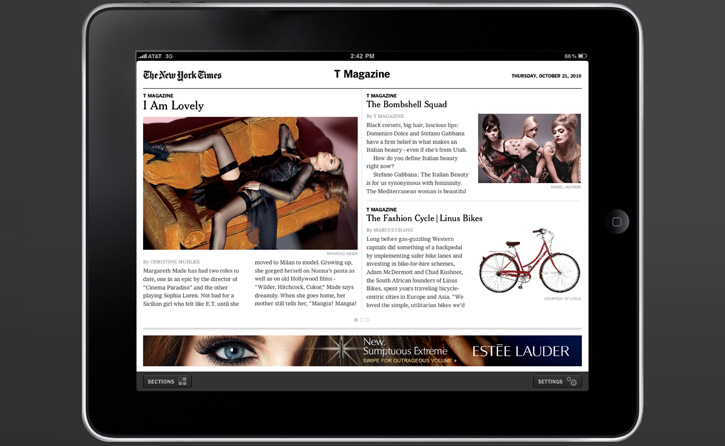 AT&T 3G
2:42 PM
66%
The New York Times
T Magazine
THURSDAY, OCTOBER 21, 2010
T MAGAZINE
I Am Lovely
RAYMOND MEIER
By CHRISTINE MUHLKE
Margareth Made has had two roles to
date, one in an epic by the director of
"Cinema Paradiso" and the other
playing Sophia Loren. Not bad for a
Sicilian girl who felt like E.T. until she
moved to Milan to model. Growing up,
she gorged herself on Nonna's pasta as
well as on old Hollywood films -
"Wilder, Hitchcock, Cukor," Made says
dreamily. When she goes home, her
mother still tells her, "Mangia! Mangia!
T MAGAZINE
The Bombshell Squad
By T MAGAZINE
Black corsets, big hair, luscious lips:
Domenico Dolce and Stefano Gabbana
have a firm belief in what makes an
Italian beauty - even if she's from Utah.
How do you define Italian beauty
right now?
Stefano Gabbana: The Italian Beauty
is for us synonymous with femininity.
The Mediterranean woman is beautiful
DANIEL JACKSON
T MAGAZINE
The Fashion Cycle | Linus Bikes
By MARCUS CHANG
Long before gas-guzzling Western
capitals did something of a backpedal
by implementing safer bike lanes and
investing in bike-for-hire schemes,
Adam McDermott and Chad Kushner,
the South African founders of Linus
Bikes, spent years traveling bicycle-
centric cities in Europe and Asia. "We
loved the simple, utilitarian bikes we'd
COURTESY OF LINUS
New.
Sumptuous Extreme
SWIPE FOR OUTRAGEOUS VOLUME
ESTĒE LAUDER
SECTIONS
SETTINGS